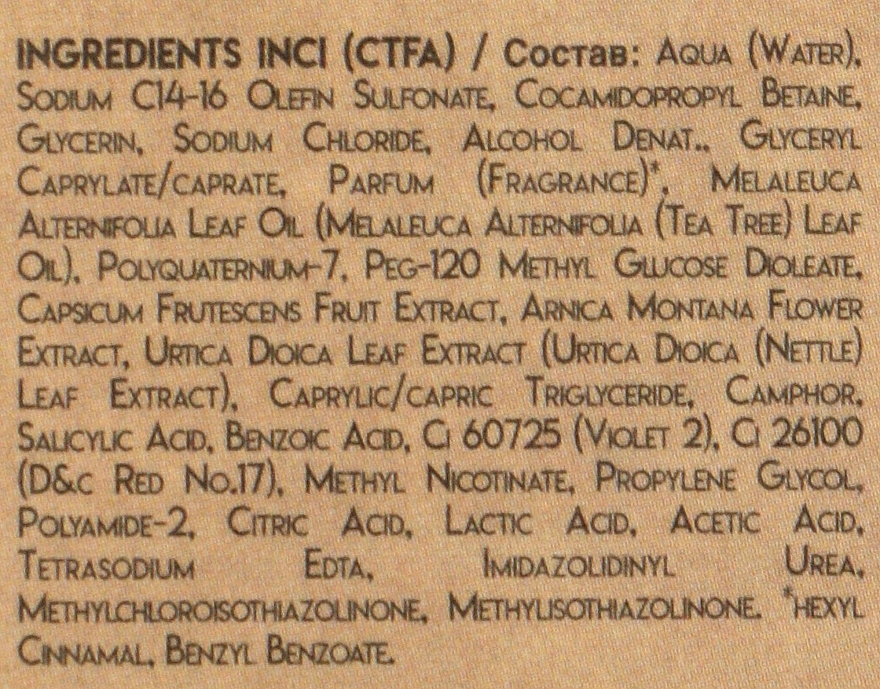 INGREDIENTS INCI (CTFA) / Состав: AQUA (WATER),
SODIUM C14-16 OLEFIN SULFONATE, COCAMIDOPROPYL BETAINE,
GLYCERIN, SODIUM CHLORIDE, ALCOHOL DENAT., GLYCERYL
CAPRYLATE/CAPRATE, PARFUM (FRAGRANCE)*, MELALEUCA
ALTERNIFOLIA LEAF OIL (MELALEUCA ALTERNIFOLIA (TEA TREE) LEAF
OIL), POLYQUATERNIUM-7, PEG-120 METHYL GLUCOSE DIOLEATE,
CAPSICUM FRUTESCENS FRUIT EXTRACT, ARNICA MONTANA FLOWER
EXTRACT, URTICA DIOICA LEAF EXTRACT (URTICA DIOICA (NETTLE)
LEAF EXTRACT), CAPRYLIC/CAPRIC TRIGLYCERIDE, CAMPHOR,
SALICYLIC ACID, BENZOIC ACID, CI 60725 (VIOLET 2), CI 26100
(D&C RED NO.17), METHYL NICOTINATE, PROPYLENE GLYCOL,
POLYAMIDE-2, CITRIC ACID, LACTIC ACID, ACETIC ACID,
TETRASODIUM EDTA, IMIDAZOLIDINYL UREA,
METHYLCHLOROISOTHIAZOLINONE, METHYLISOTHIAZOLINONE. *HEXYL
CINNAMAL, BENZYL BENZOATE.